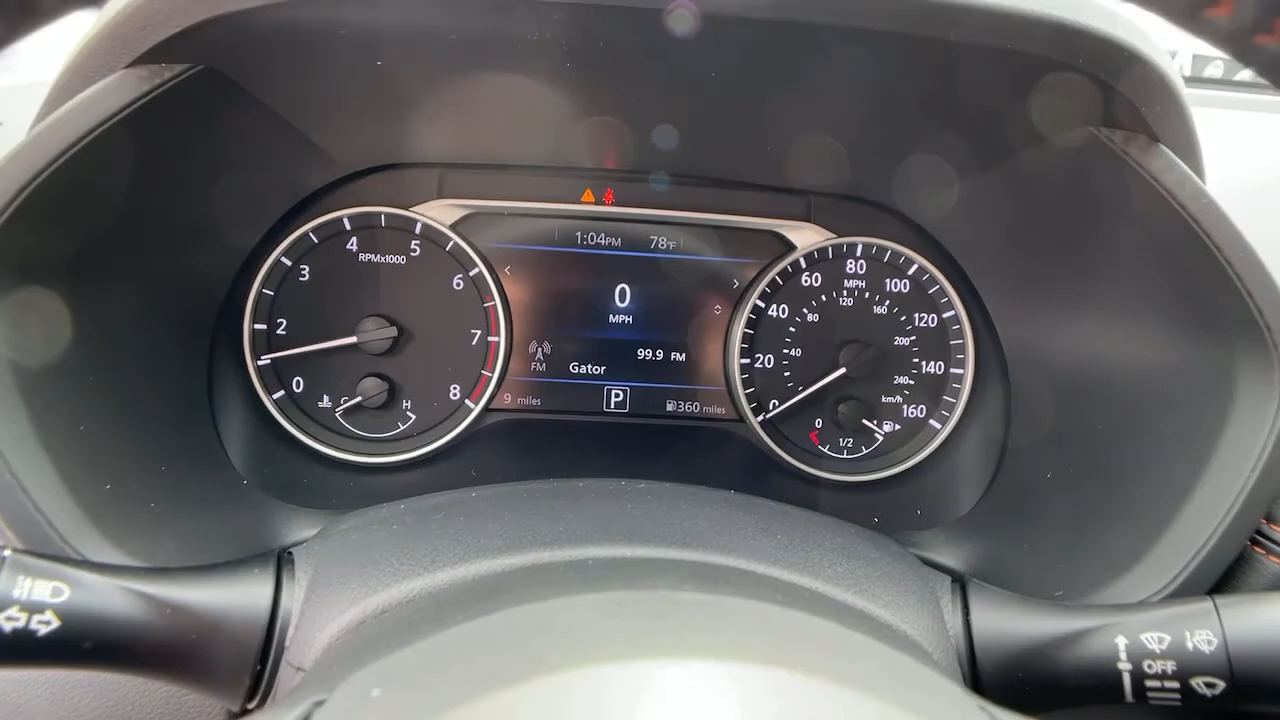 1:04PM 78°F
0
MPH
99.9 FM
FM
Gator
9 miles
P
360 miles
RPMx1000
0
2
3
4
5
6
7
8
C
H
0
20
40
60
80
100
120
140
160
MPH
40
80
120
160
200
240
km/h
0
1/2
OFF